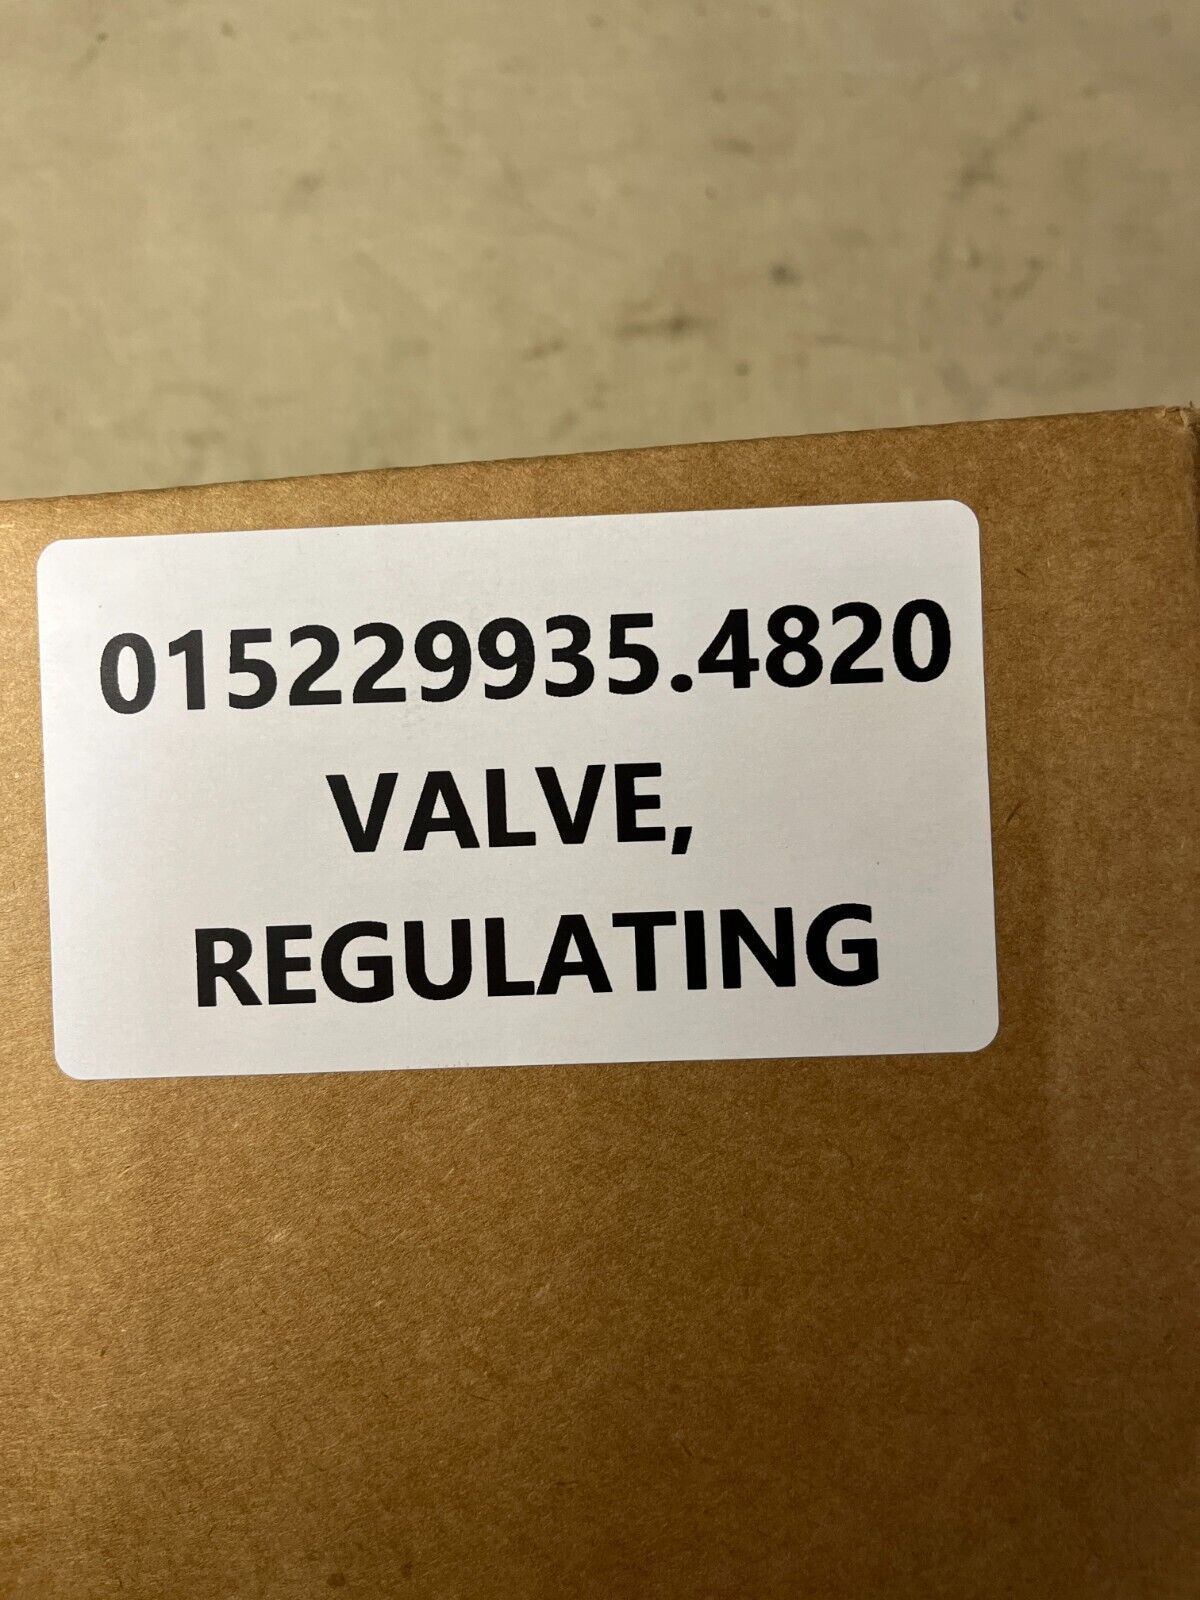 015229935.4820
VALVE,
REGULATING